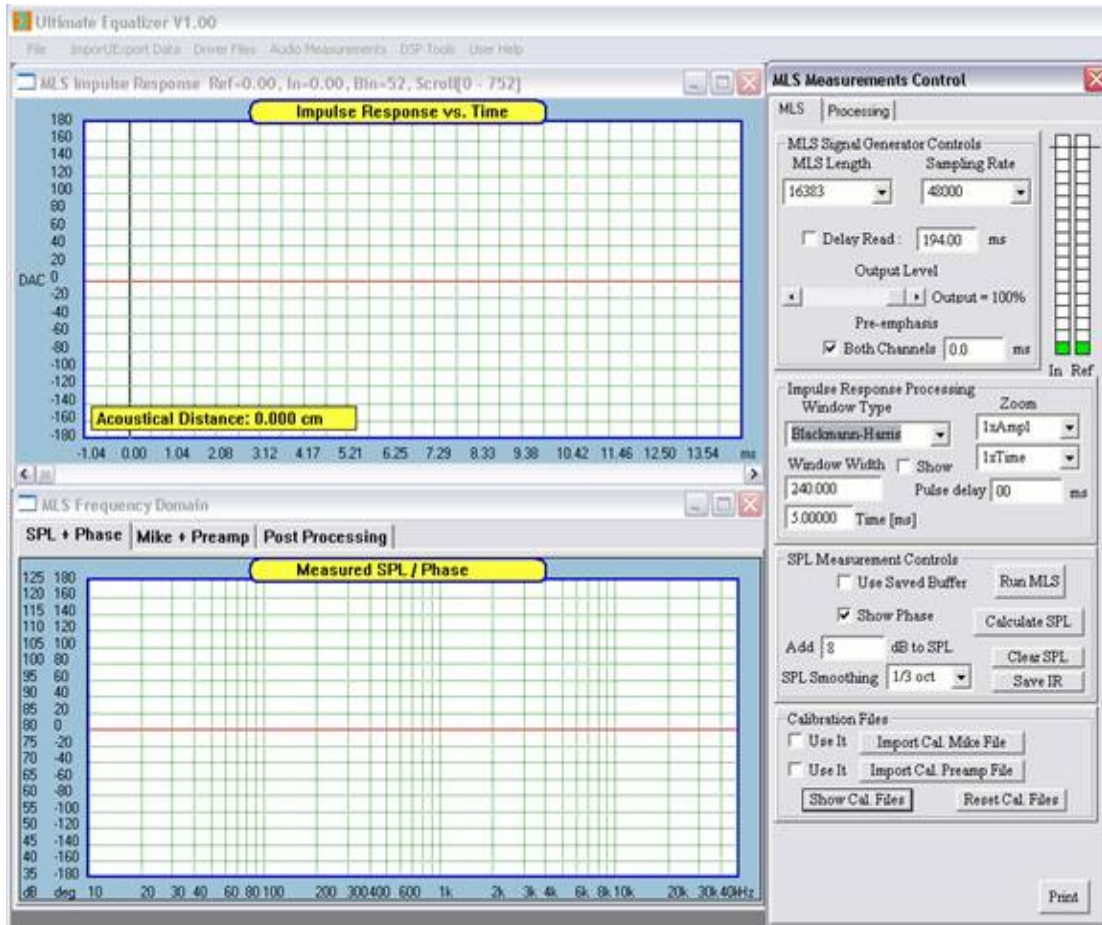 Ultimate Equalizer V1.00
File Import/Export Data Driver Files Audio Measurements DSP Tools User Help
MLS Impulse Response Ref=0.00, In=0.00, Bin=52, Scroll[0 - 752]
Impulse Response vs. Time
180
160
140
120
100
80
60
40
20
DAC 0
-20
-40
-60
-80
-100
-120
-140
-160
-180
Acoustical Distance: 0.000 cm
-1.04 0.00 1.04 2.08 3.12 4.17 5.21 6.25 7.29 8.33 9.38 10.42 11.46 12.50 13.54 ms
MLS Frequency Domain
SPL + Phase Mike + Preamp Post Processing
Measured SPL / Phase
125 180
120 160
115 140
110 120
105 100
100 80
95 60
90 40
85 20
80 0
75 -20
70 -40
65 -60
60 -80
55 -100
50 -120
45 -140
40 -160
35 -180
dB deg 10 20 30 40 60 80 100 200 300 400 600 1k 2k 3k 4k 6k 8k 10k 20k 30k 40kHz
MLS Measurements Control
MLS Processing
MLS Signal Generator Controls
MLS Length Sampling Rate
16383 48000
Delay Read : 194.00 ms
Output Level
Output = 100%
Pre-emphasis
Both Channels 0.0 ms
In Ref
Impulse Response Processing
Window Type Zoom
Blackmann-Harris 1xAmpl
Window Width Show 1xTime
240.000 Pulse delay 00 ms
5.00000 Time [ms]
SPL Measurement Controls
Use Saved Buffer Run MLS
Show Phase Calculate SPL
Add 8 dB to SPL Clear SPL
SPL Smoothing 1/3 oct Save IR
Calibration Files
Use It Import Cal. Mike File
Use It Import Cal. Preamp File
Show Cal. Files Reset Cal. Files
Print